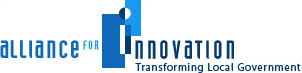 alliance for innovation
Transforming Local Government